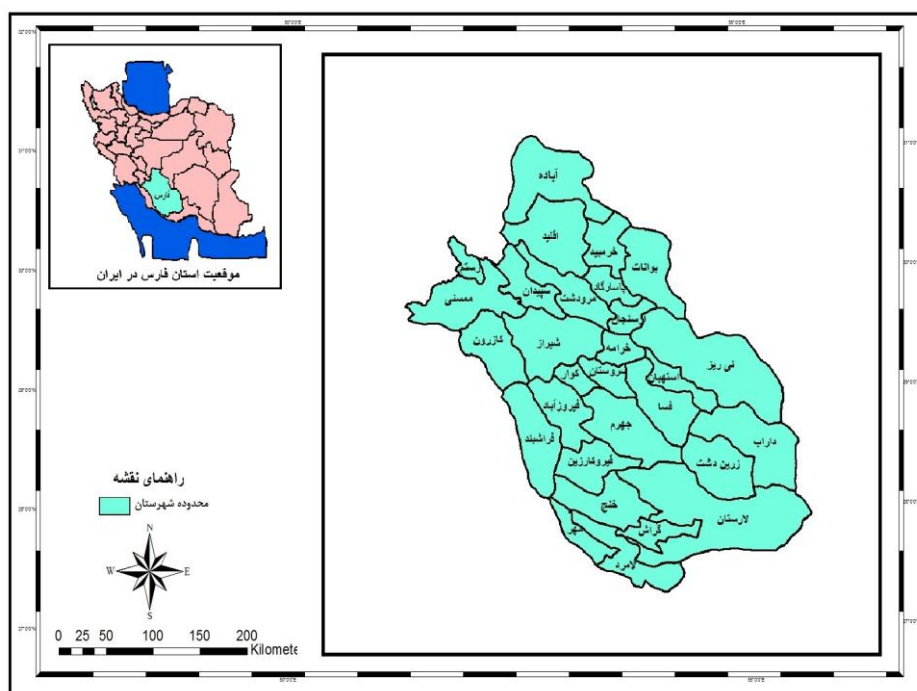 فارس
موقعیت استان فارس در ایران
آباده
اقلید
خرمبید
بوانات
رستم
ممسنی
سپیدان
مرودشت
پاسارگاد
ارسنجان
کازرون
شیراز
خرامه
نی ریز
کوار
سروستان
استهبان
فیروزآباد
فسا
جهرم
داراب
فراشبند
قیروکارزین
زرین دشت
خنج
لارستان
گراش
مهر
لامرد
راهنمای نقشه
محدوده شهرستان
N
W
E
S
0 25 50 100 150 200
Kilomete